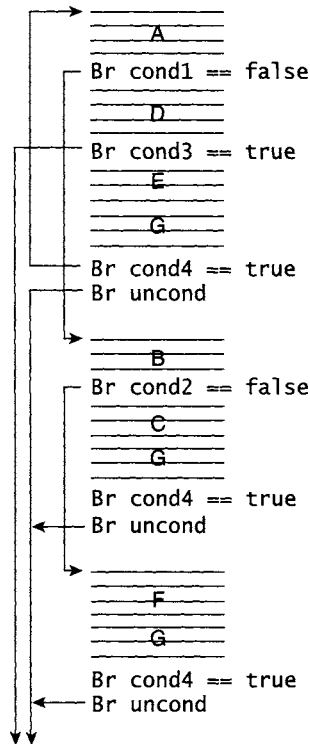 A
Br cond1 == false
D
Br cond3 == true
E
G
Br cond4 == true
Br uncond
B
Br cond2 == false
C
G
Br cond4 == true
Br uncond
F
G
Br cond4 == true
Br uncond